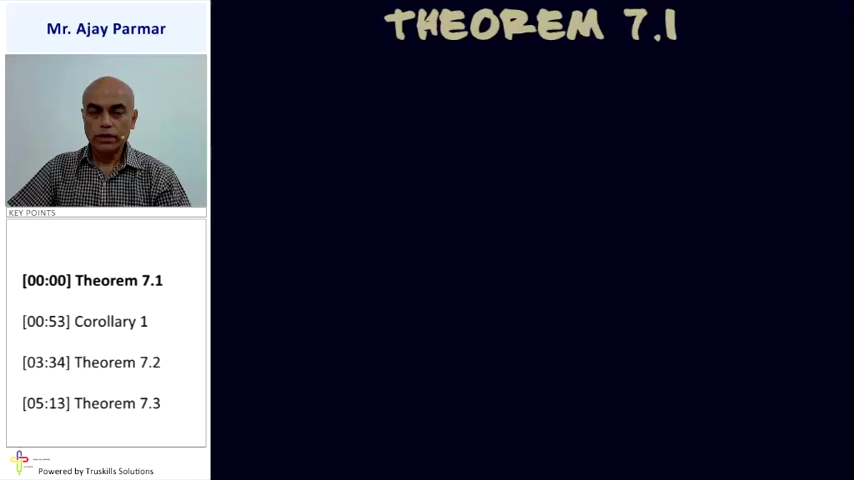 Mr. Ajay Parmar
THEOREM 7.1
KEY POINTS
[00:00] Theorem 7.1
[00:53] Corollary 1
[03:34] Theorem 7.2
[05:13] Theorem 7.3
Powered by Truskills Solutions